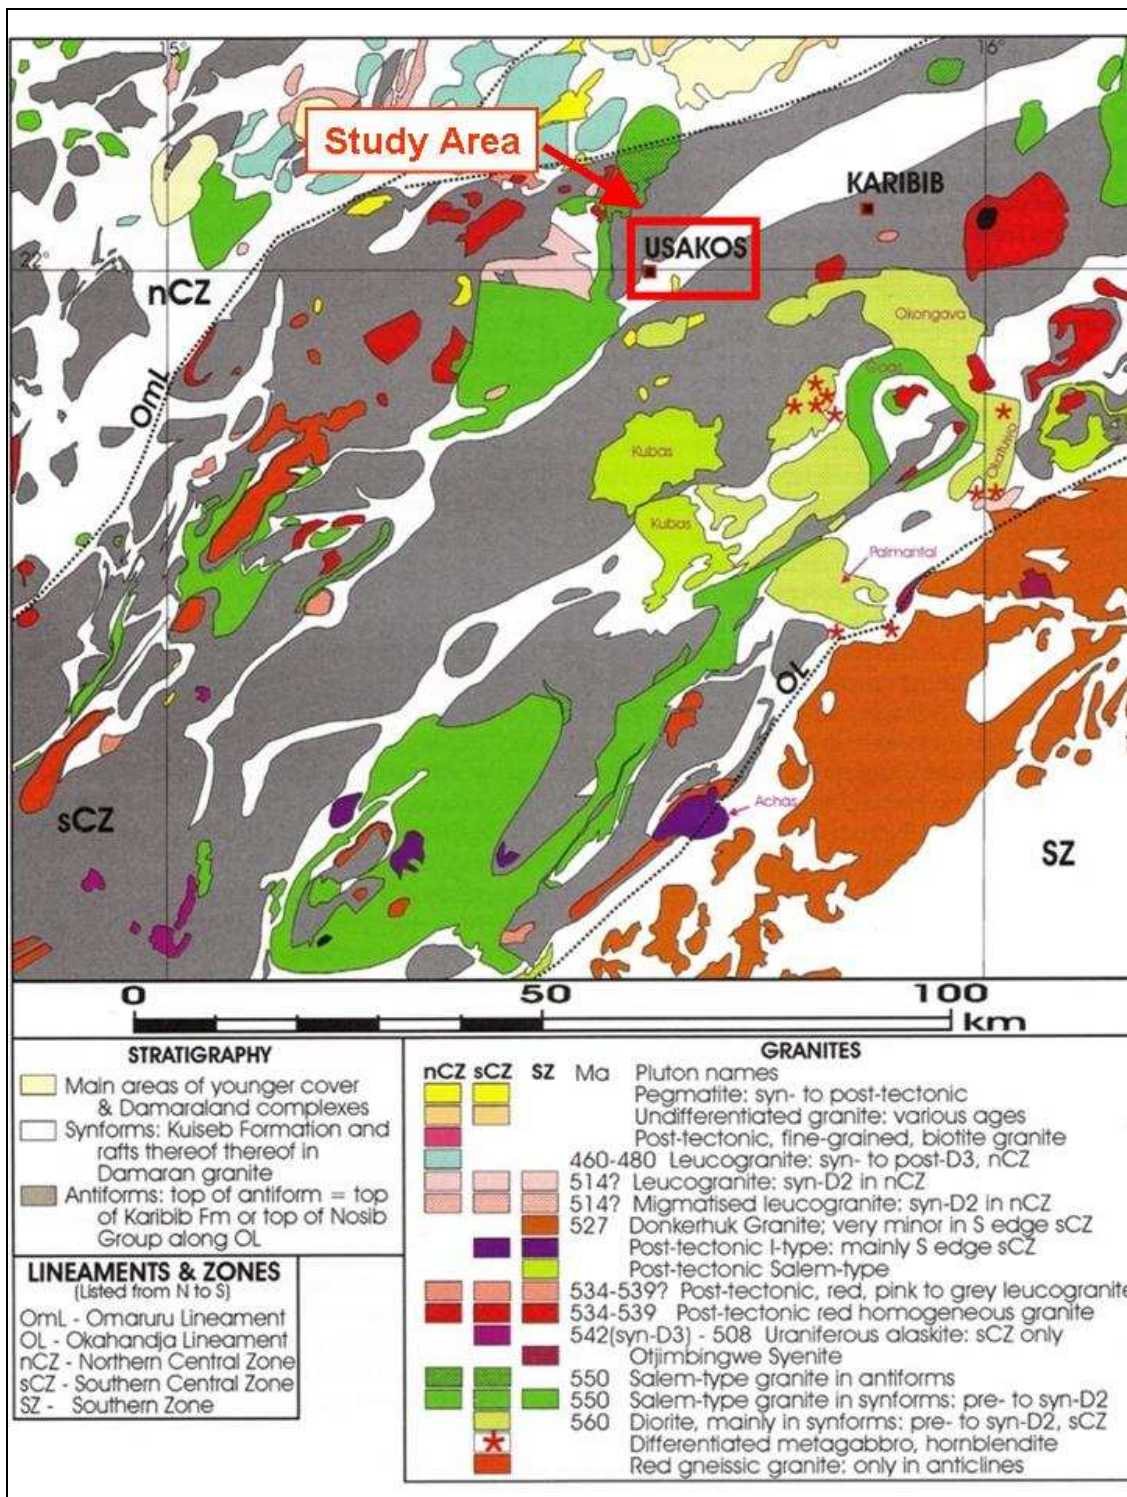 15°
16°
Study Area
KARIBIB
USAKOS
22°
nCZ
Okongava
OmL
Goas
Kubas
Okatuwo
Kubas
Palmantal
OL
Achas
sCZ
SZ
0 50 100
km
STRATIGRAPHY
Main areas of younger cover
& Damaraland complexes
Synforms: Kuiseb Formation and
rafts thereof thereof in
Damaran granite
Antiforms: top of antiform = top
of Karibib Fm or top of Nosib
Group along OL
LINEAMENTS & ZONES
(Listed from N to S)
OmL - Omaruru Lineament
OL - Okahandja Lineament
nCZ - Northern Central Zone
sCZ - Southern Central Zone
SZ - Southern Zone
GRANITES
nCZ sCZ SZ Ma Pluton names
Pegmatite: syn- to post-tectonic
Undifferentiated granite: various ages
Post-tectonic, fine-grained, biotite granite
460-480 Leucogranite: syn- to post-D3, nCZ
514? Leucogranite: syn-D2 in nCZ
514? Migmatised leucogranite: syn-D2 in nCZ
527 Donkerhuk Granite; very minor in S edge sCZ
Post-tectonic I-type: mainly S edge sCZ
Post-tectonic Salem-type
534-539? Post-tectonic, red, pink to grey leucogranite
534-539 Post-tectonic red homogeneous granite
542(syn-D3) - 508 Uraniferous alaskite: sCZ only
Otjimbingwe Syenite
550 Salem-type granite in antiforms
550 Salem-type granite in synforms: pre- to syn-D2
560 Diorite, mainly in synforms: pre- to syn-D2, sCZ
Differentiated metagabbro, hornblendite
Red gneissic granite: only in anticlines